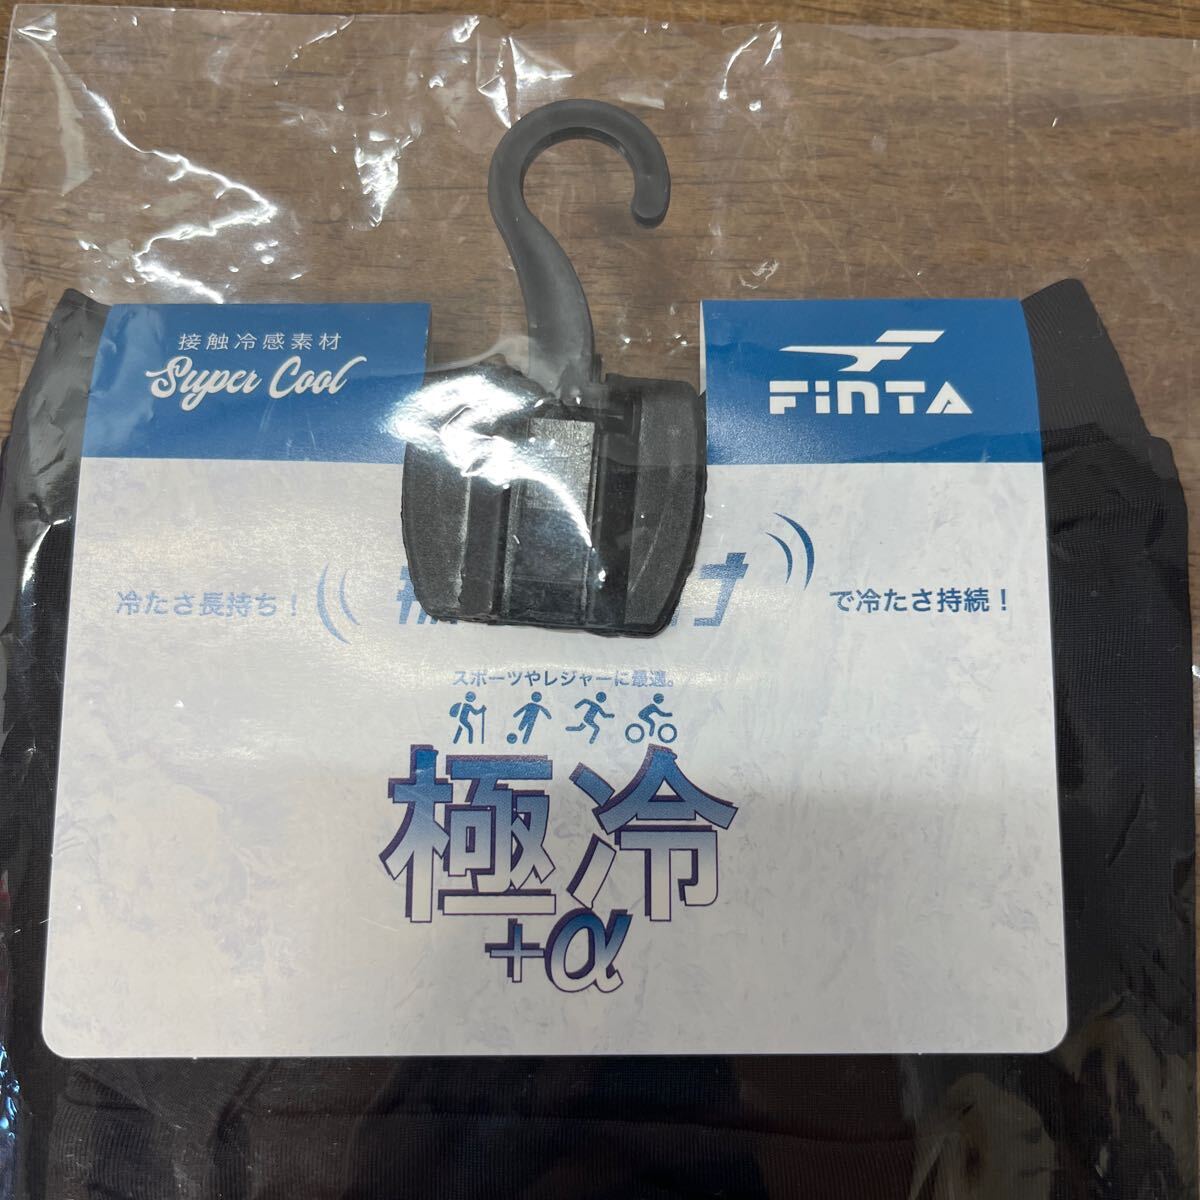 接触冷感素材
Super Cool
FiNTA
冷たさ長持ち!
で冷たさ持続!
スポーツやレジャーに最適。
極冷
+α